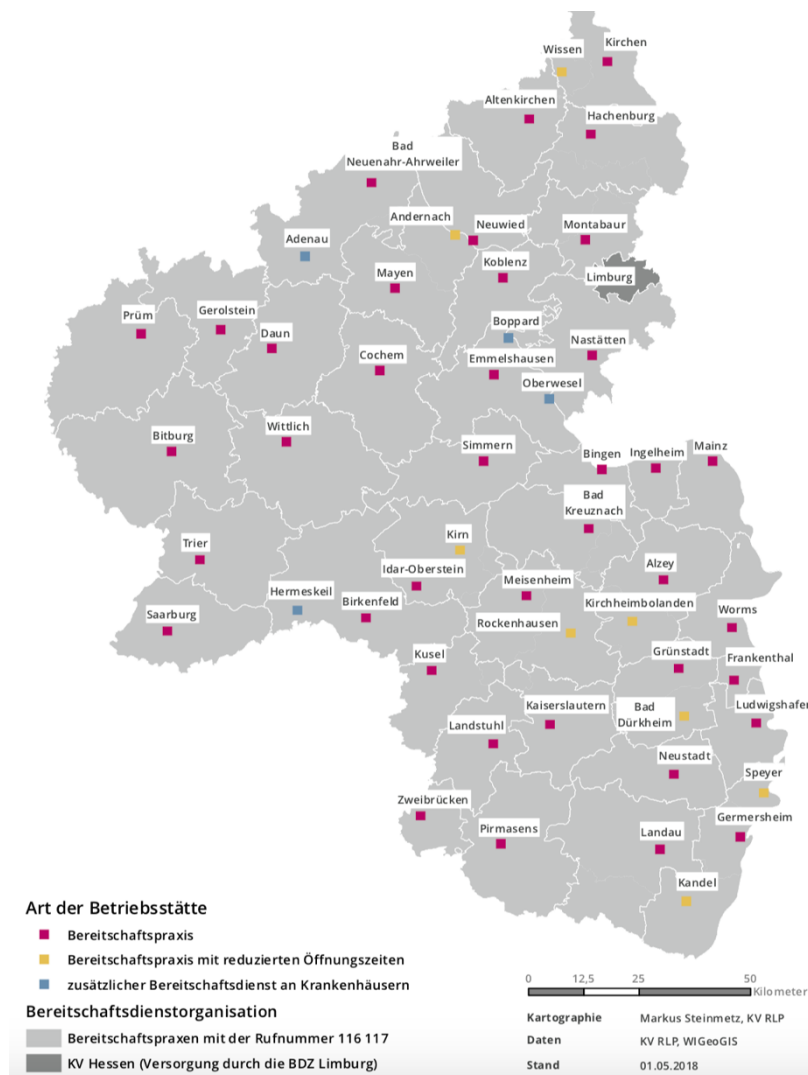 Wissen
Kirchen
Altenkirchen
Hachenburg
Bad
Neuenahr-Ahrweiler
Andernach
Neuwied
Montabaur
Adenau
Koblenz
Mayen
Limburg
Prüm
Gerolstein
Daun
Boppard
Nastätten
Cochem
Emmelshausen
Oberwesel
Bitburg
Wittlich
Simmern
Bingen
Ingelheim
Mainz
Bad
Kreuznach
Kirn
Trier
Idar-Oberstein
Meisenheim
Alzey
Hermeskeil
Birkenfeld
Kirchheimbolanden
Saarburg
Rockenhausen
Worms
Kusel
Grünstadt
Frankenthal
Kaiserslautern
Bad
Dürkheim
Ludwigshafe
Landstuhl
Neustadt
Speyer
Zweibrücken
Pirmasens
Landau
Germersheim
Kandel
Art der Betriebsstätte
Bereitschaftspraxis
Bereitschaftspraxis mit reduzierten Öffnungszeiten
zusätzlicher Bereitschaftsdienst an Krankenhäusern
Bereitschaftsdienstorganisation
Bereitschaftspraxen mit der Rufnummer 116 117
KV Hessen (Versorgung durch die BDZ Limburg)
0 12,5 25 50
Kilometer
Kartographie Markus Steinmetz, KV RLP
Daten KV RLP, WIGeoGIS
Stand 01.05.2018